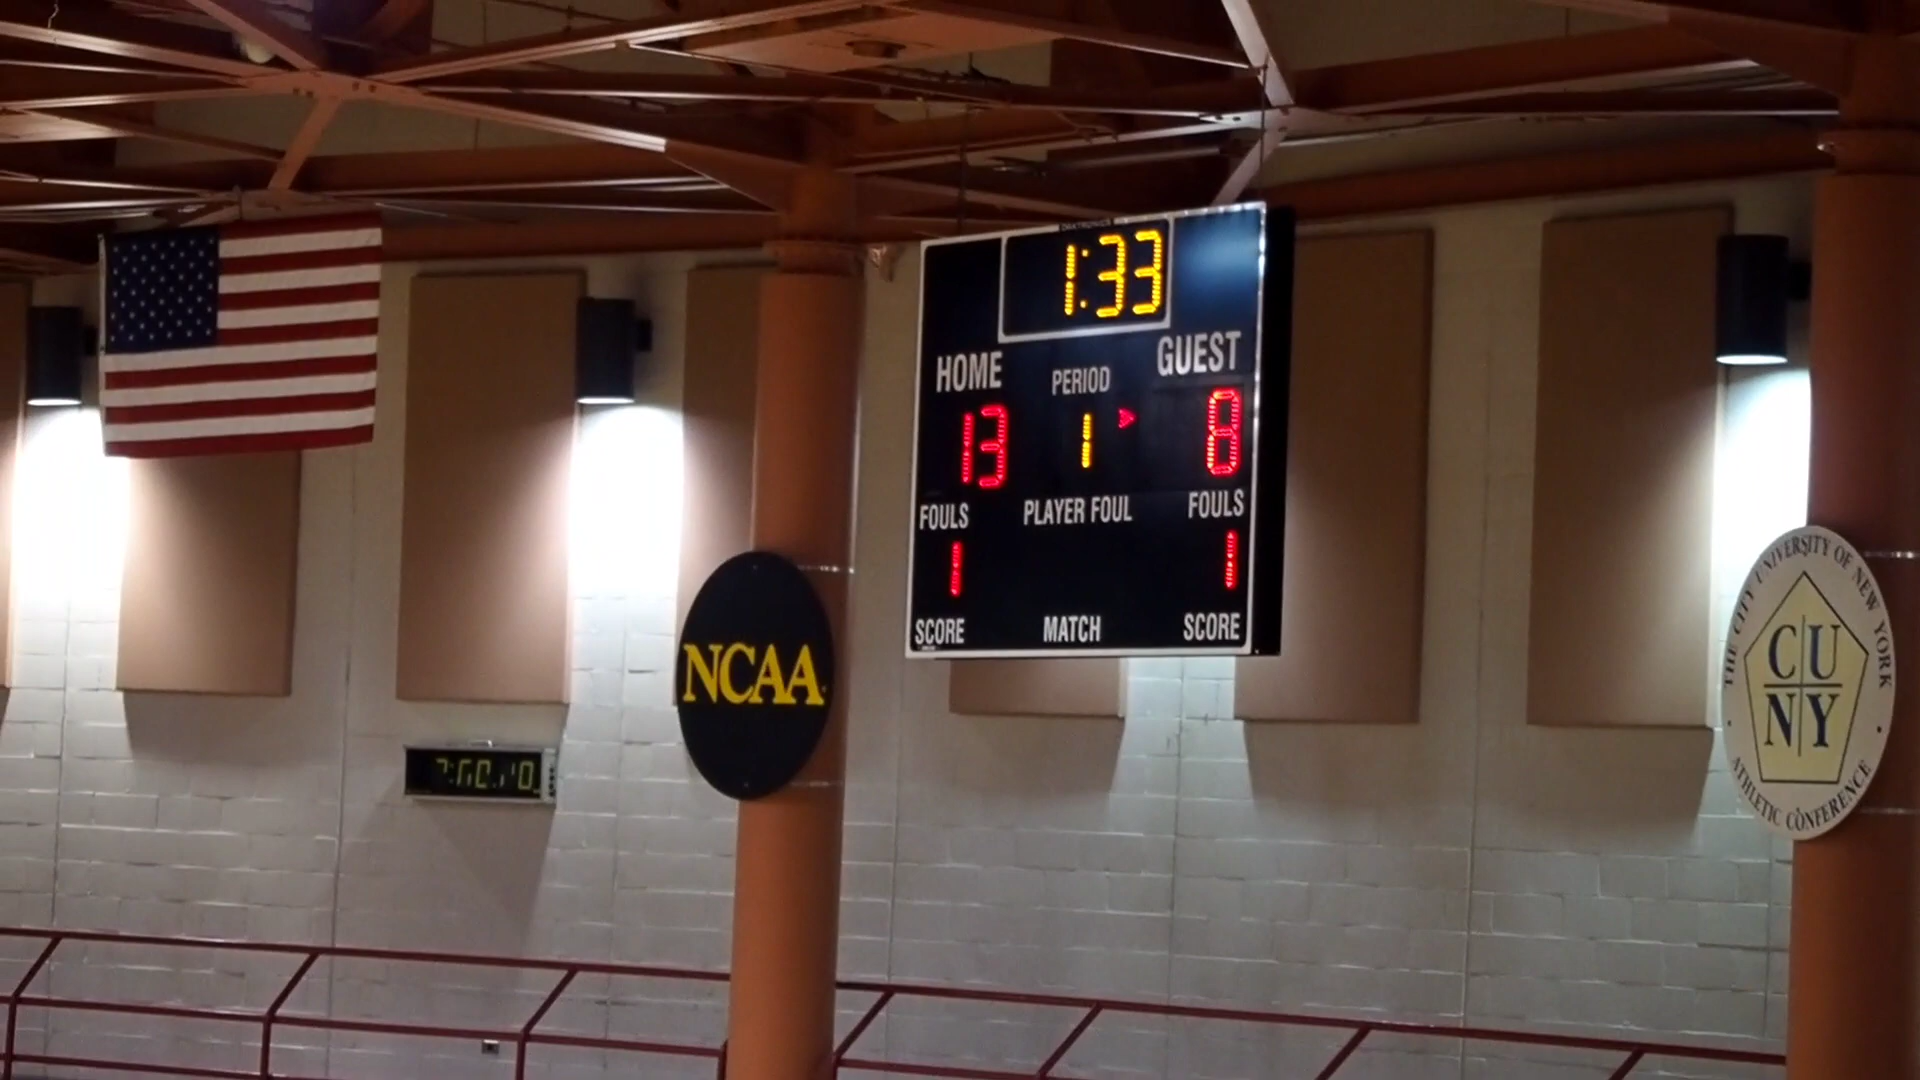 1:33
HOME PERIOD GUEST
13 1 8
FOULS PLAYER FOUL FOULS
1 1
SCORE MATCH SCORE
NCAA
THE CITY UNIVERSITY OF NEW YORK
CU
NY
ATHLETIC CONFERENCE